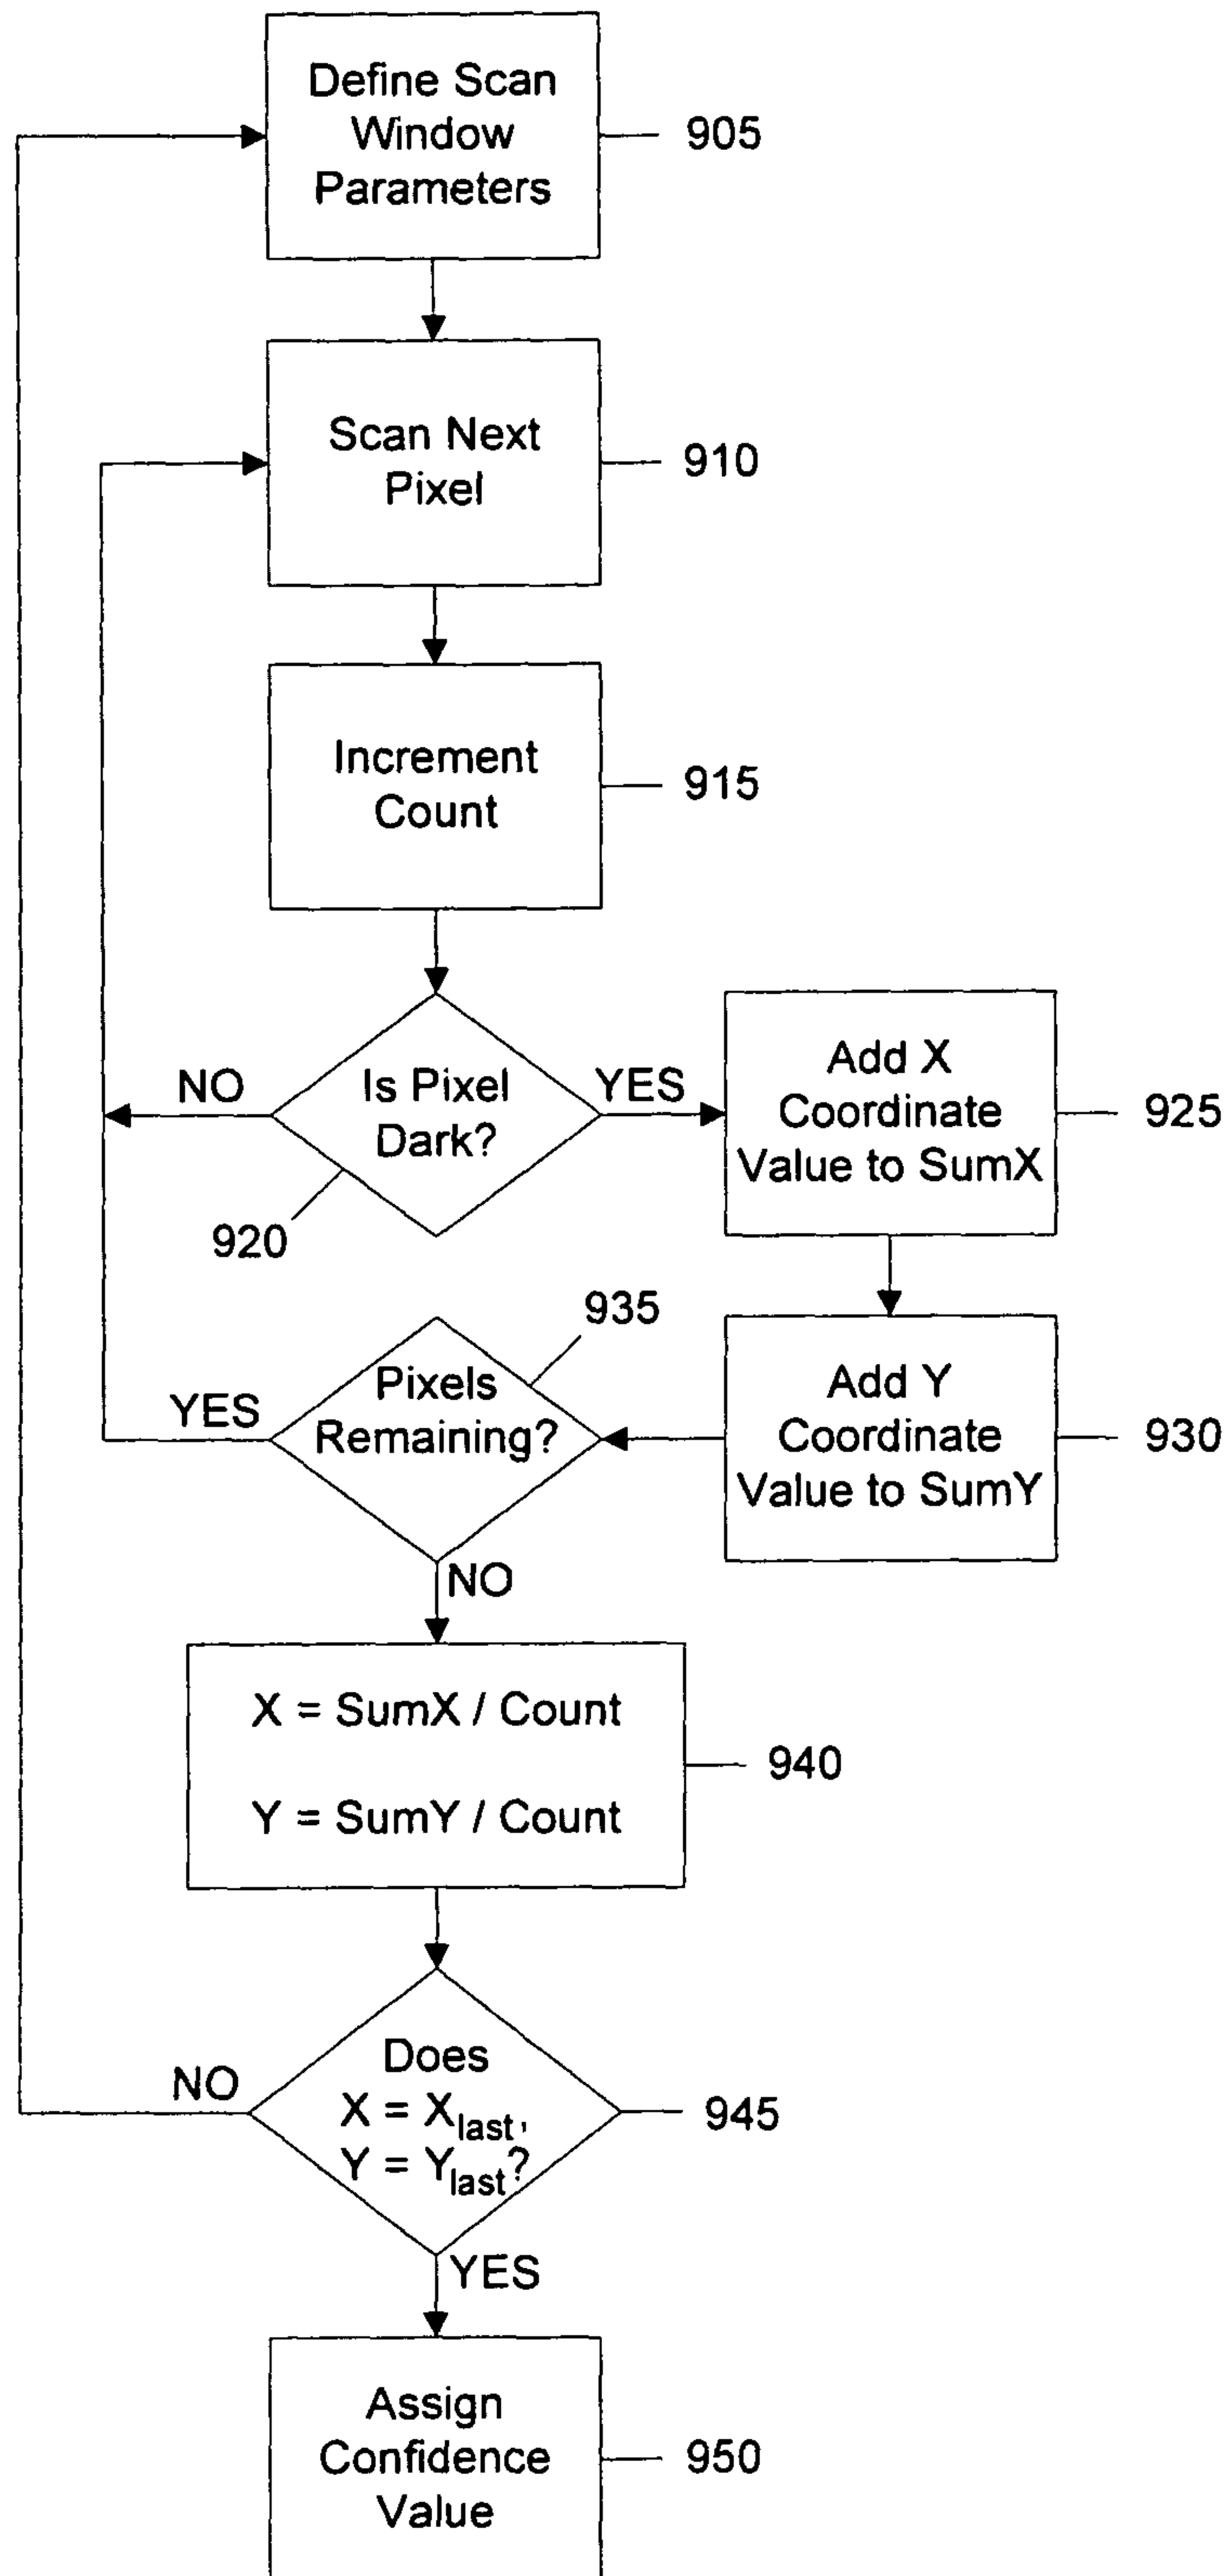 Define Scan
Window
Parameters
905
Scan Next
Pixel
910
Increment
Count
915
Is Pixel
Dark?
NO
YES
920
Add X
Coordinate
Value to SumX
925
Add Y
Coordinate
Value to SumY
930
935
Pixels
Remaining?
YES
NO
X = SumX / Count
Y = SumY / Count
940
Does
X = Xlast,
Y = Ylast?
NO
945
YES
Assign
Confidence
Value
950